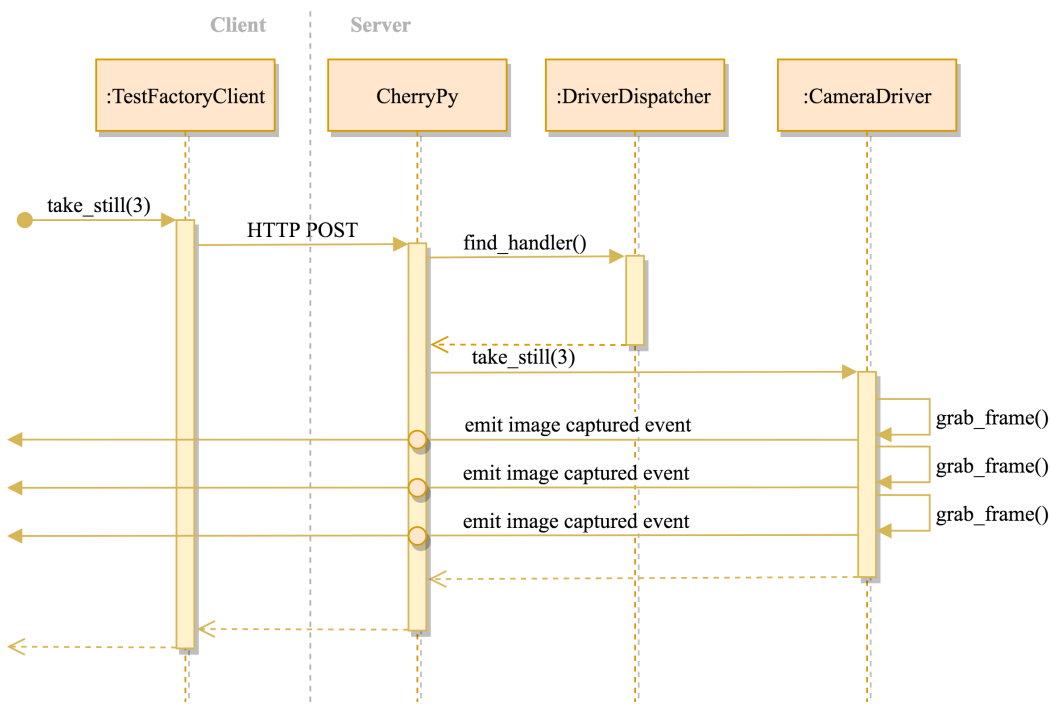 Client
Server
:TestFactoryClient
CherryPy
:DriverDispatcher
:CameraDriver
take_still(3)
HTTP POST
find_handler()
take_still(3)
grab_frame()
emit image captured event
grab_frame()
emit image captured event
grab_frame()
emit image captured event